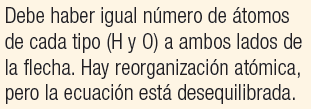 Debe haber igual número de átomos
de cada tipo (H y O) a ambos lados de
la flecha. Hay reorganización atómica,
pero la ecuación está desequilibrada.